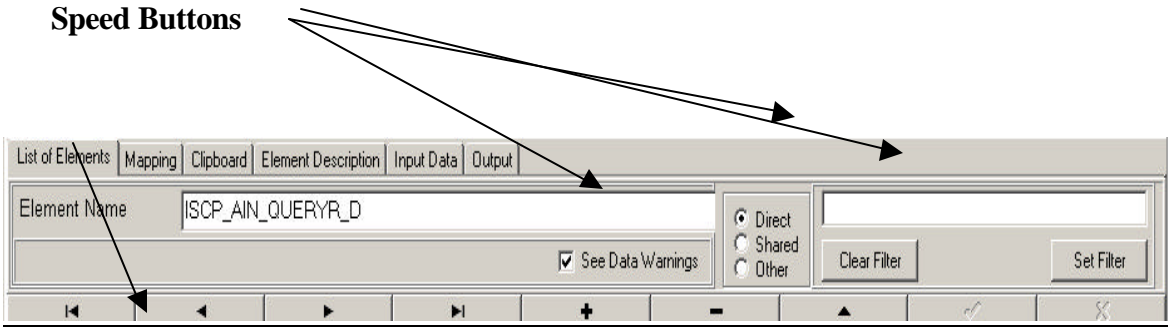 Speed Buttons
List of Elements Mapping Clipboard Element Description Input Data Output
Element Name ISCP_AIN_QUERYR_D
Direct
Shared
Other
See Data Warnings
Clear Filter Set Filter